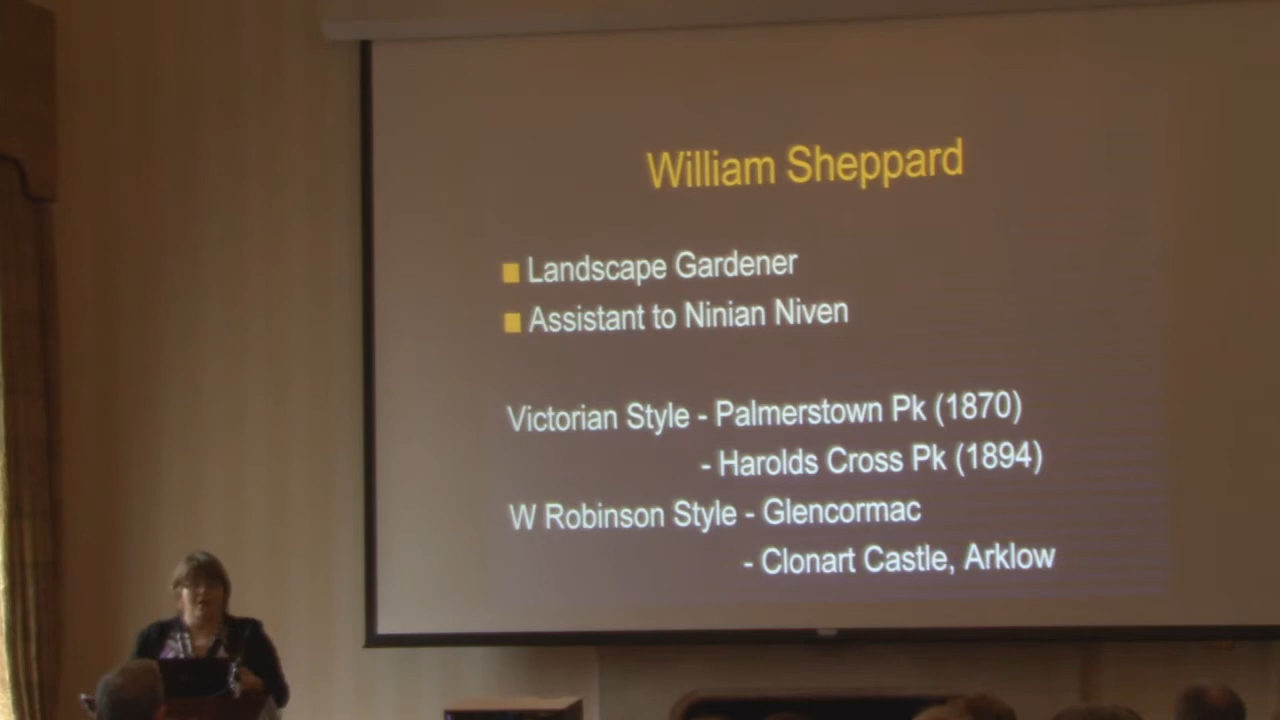 William Sheppard
Landscape Gardener
Assistant to Ninian Niven
Victorian Style - Palmerstown Pk (1870)
- Harolds Cross Pk (1894)
W Robinson Style - Glencormac
- Clonart Castle, Arklow